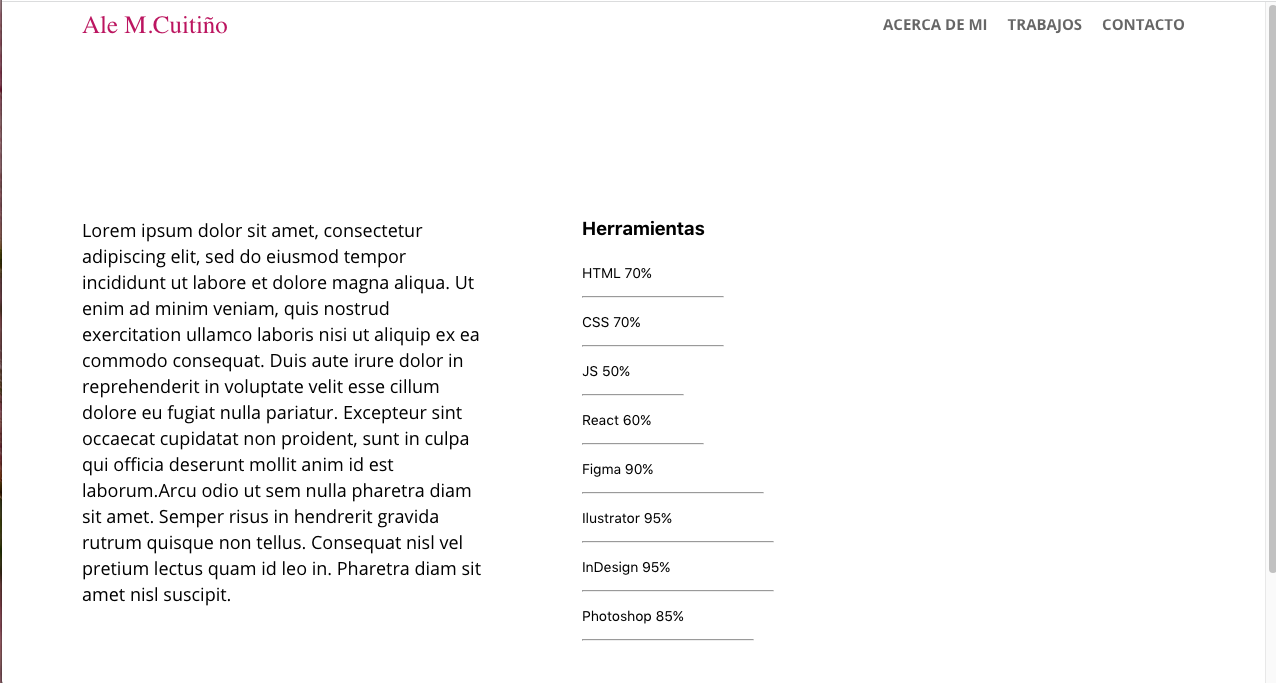 Ale M.Cuitiño
ACERCA DE MI TRABAJOS CONTACTO
Lorem ipsum dolor sit amet, consectetur
adipiscing elit, sed do eiusmod tempor
incididunt ut labore et dolore magna aliqua. Ut
enim ad minim veniam, quis nostrud
exercitation ullamco laboris nisi ut aliquip ex ea
commodo consequat. Duis aute irure dolor in
reprehenderit in voluptate velit esse cillum
dolore eu fugiat nulla pariatur. Excepteur sint
occaecat cupidatat non proident, sunt in culpa
qui officia deserunt mollit anim id est
laborum.Arcu odio ut sem nulla pharetra diam
sit amet. Semper risus in hendrerit gravida
rutrum quisque non tellus. Consequat nisl vel
pretium lectus quam id leo in. Pharetra diam sit
amet nisl suscipit.
Herramientas
HTML 70%
CSS 70%
JS 50%
React 60%
Figma 90%
Ilustrator 95%
InDesign 95%
Photoshop 85%